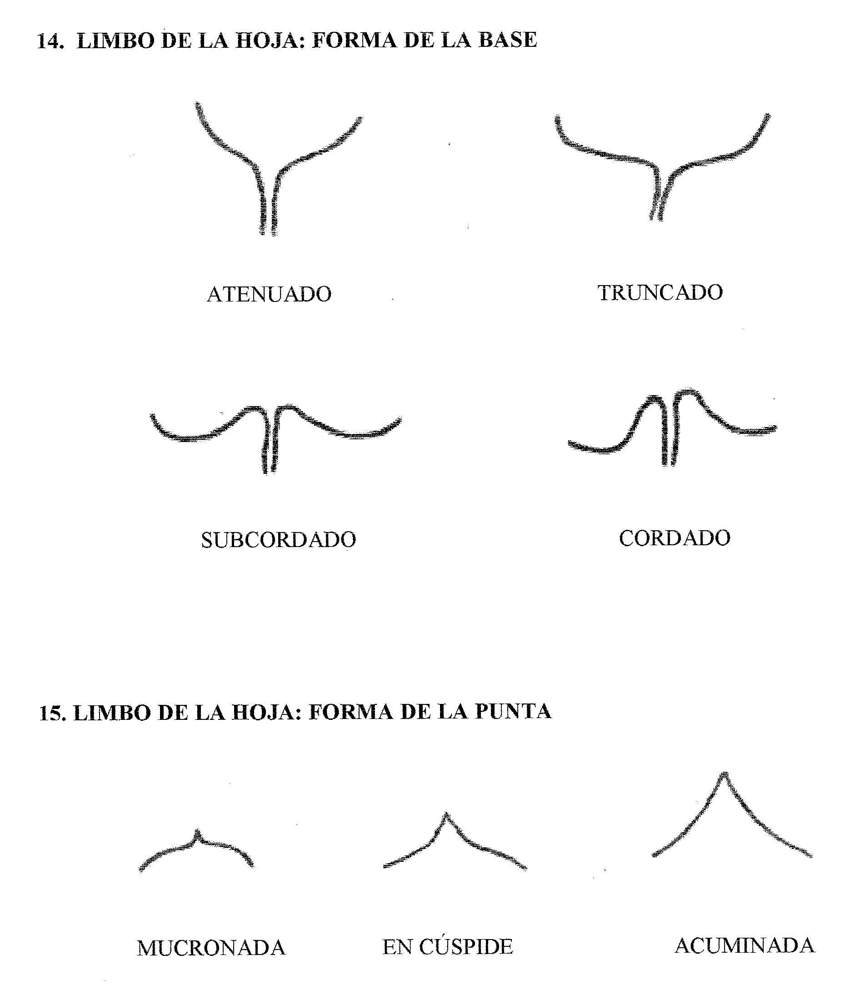 14. LIMBO DE LA HOJA: FORMA DE LA BASE
ATENUADO TRUNCADO
SUBCORDADO CORDADO
15. LIMBO DE LA HOJA: FORMA DE LA PUNTA
MUCRONADA EN CÚSPIDE ACUMINADA